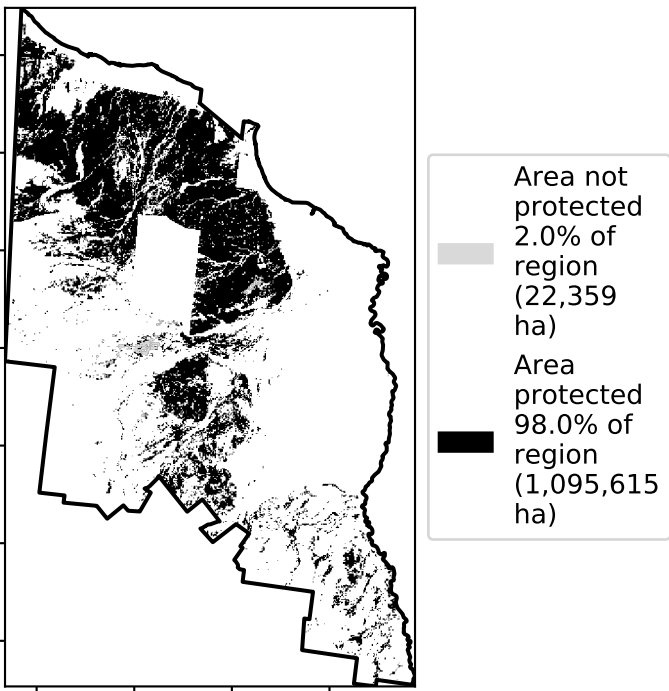 Area not
protected
2.0% of
region
(22,359
ha)
Area
protected
98.0% of
region
(1,095,615
ha)